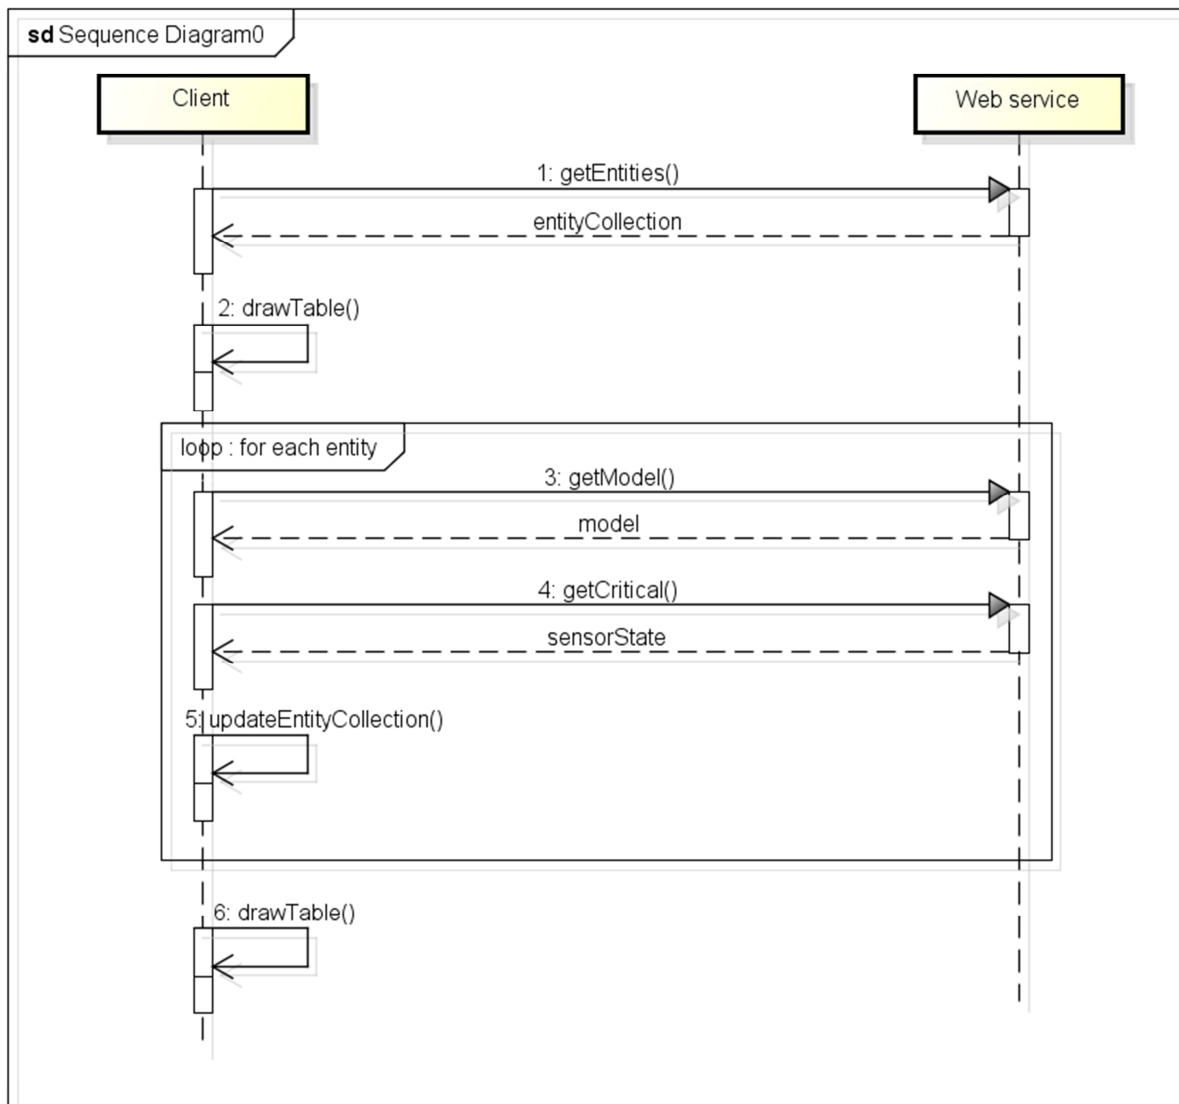 sd Sequence Diagram0
Client
Web service
1: getEntities()
entityCollection
2: drawTable()
loop : for each entity
3: getModel()
model
4: getCritical()
sensorState
5: updateEntityCollection()
6: drawTable()